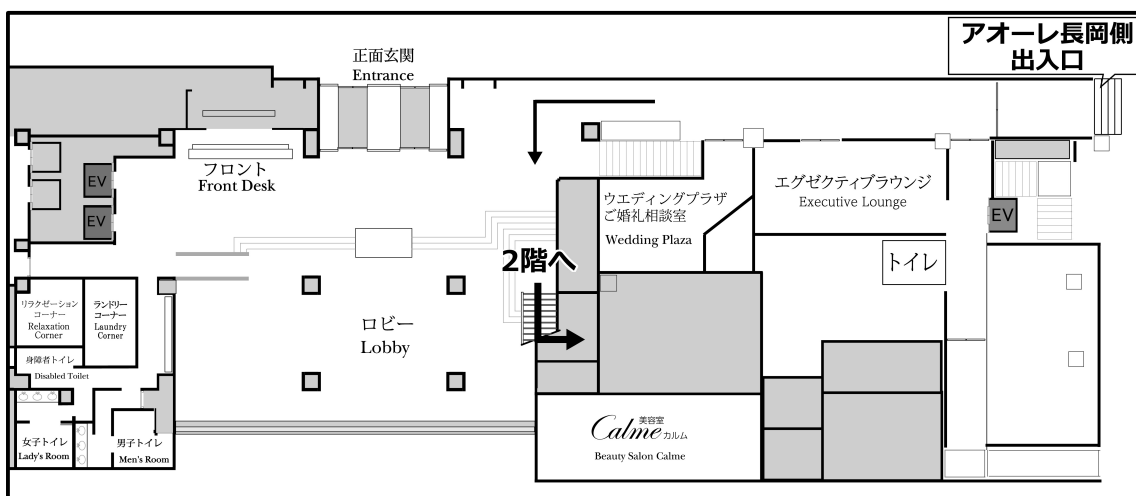 アオーレ長岡側
出入口
正面玄関
Entrance
フロント
Front Desk
EV
EV
ウエディングプラザ
ご婚礼相談室
Wedding Plaza
エグゼクティブラウンジ
Executive Lounge
EV
トイレ
2階へ
リラクゼーション
コーナー
Relaxation
Corner
ランドリー
コーナー
Laundry
Corner
ロビー
Lobby
身障者トイレ
Disabled Toilet
女子トイレ
Lady's Room
男子トイレ
Men's Room
美容室
Calme カルム
Beauty Salon Calme